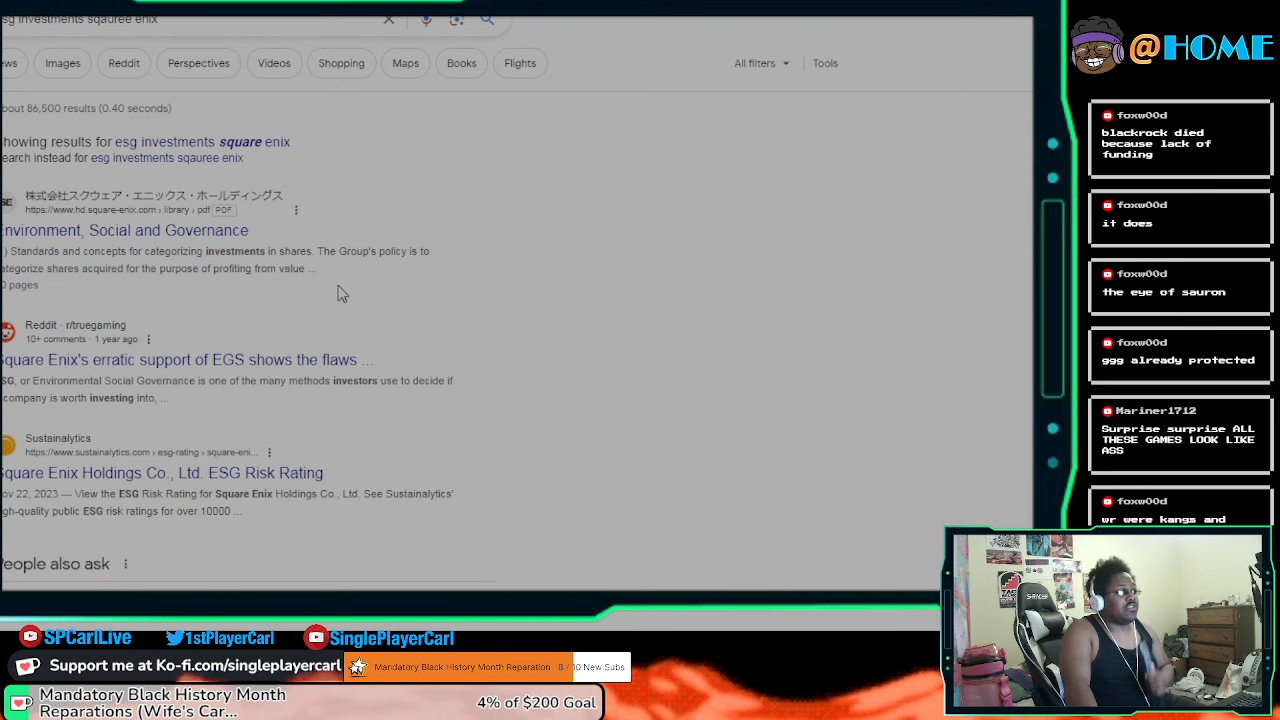 sg investments sqauree enix
ws
Images
Reddit
Perspectives
Videos
Shopping
Maps
Books
Flights
All filters
Tools
bout 86,500 results (0.40 seconds)
howing results for esg investments square enix
earch instead for esg investments sqauree enix
株式会社スクウェア・エニックス・ホールディングス
https://www.hd.square-enix.com › library › pdf PDF
nvironment, Social and Governance
) Standards and concepts for categorizing investments in shares. The Group's policy is to
ategorize shares acquired for the purpose of profiting from value ...
0 pages
Reddit · r/truegaming
10+ comments · 1 year ago
quare Enix's erratic support of EGS shows the flaws ...
SG, or Environmental Social Governance is one of the many methods investors use to decide if
company is worth investing into, ...
Sustainalytics
https://www.sustainalytics.com › esg-rating › square-eni...
quare Enix Holdings Co., Ltd. ESG Risk Rating
ov 22, 2023 — View the ESG Risk Rating for Square Enix Holdings Co., Ltd. See Sustainalytics'
igh-quality public ESG risk ratings for over 10000 ...
eople also ask
@HOME
foxw00d
blackrock died
because lack of
funding
foxw00d
it does
foxw00d
the eye of sauron
foxw00d
ggg already protected
Mariner1712
Surprise surprise ALL
THESE GAMES LOOK LIKE
ASS
foxw00d
wr were kangs and
SPCarlLive
1stPlayerCarl
SinglePlayerCarl
Support me at Ko-fi.com/singleplayercarl
Mandatory Black History Month Reparation
8 / 10 New Subs
Mandatory Black History Month
Reparations (Wife's Car...
4% of $200 Goal